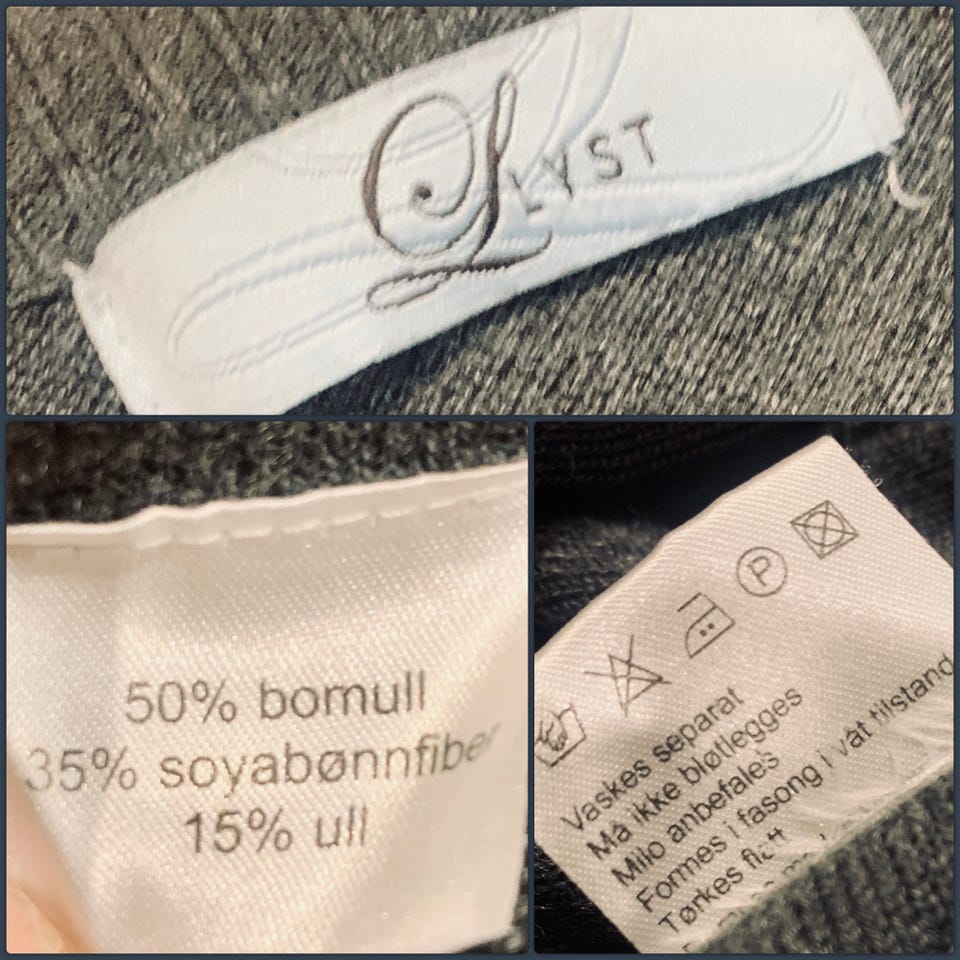 L LYST
50% bomull
35% soyabønnfiber
15% ull
P
Vaskes separat
Må ikke bløtlegges
Milo anbefales
Formes i fasong i våt tilstand
Tørkes flatt